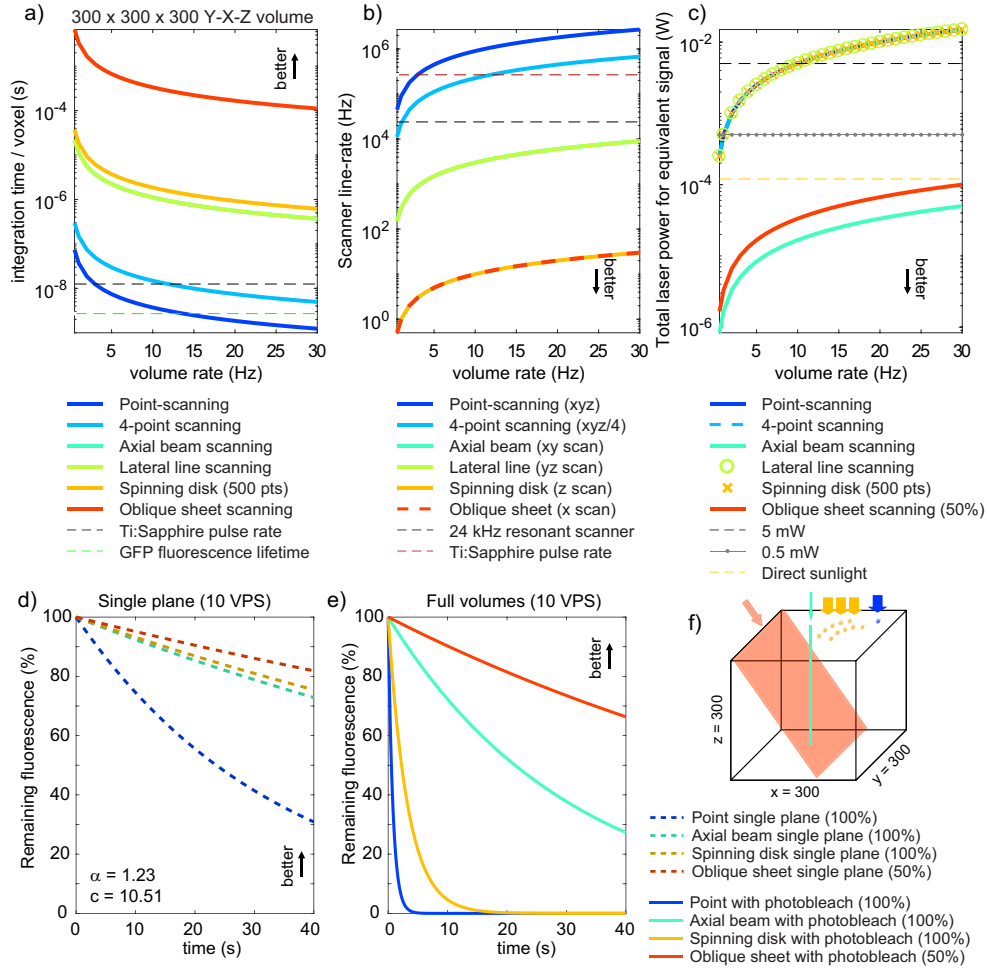 a)
300 x 300 x 300 Y-X-Z volume
integration time / voxel (s)
better
10⁻⁴
10⁻⁶
10⁻⁸
5 10 15 20 25 30
volume rate (Hz)
Point-scanning
4-point scanning
Axial beam scanning
Lateral line scanning
Spinning disk (500 pts)
Oblique sheet scanning
Ti:Sapphire pulse rate
GFP fluorescence lifetime
b)
Scanner line-rate (Hz)
10⁶
10⁴
10²
10⁰
better
5 10 15 20 25 30
volume rate (Hz)
Point-scanning (xyz)
4-point scanning (xyz/4)
Axial beam (xy scan)
Lateral line (yz scan)
Spinning disk (z scan)
Oblique sheet (x scan)
24 kHz resonant scanner
Ti:Sapphire pulse rate
c)
Total laser power for equivalent signal (W)
10⁻²
10⁻⁴
10⁻⁶
better
5 10 15 20 25 30
volume rate (Hz)
Point-scanning
4-point scanning
Axial beam scanning
Lateral line scanning
Spinning disk (500 pts)
Oblique sheet scanning (50%)
5 mW
0.5 mW
Direct sunlight
d)
Single plane (10 VPS)
Remaining fluorescence (%)
100
80
60
40
20
0
α = 1.23
c = 10.51
better
0 10 20 30 40
time (s)
e)
Full volumes (10 VPS)
Remaining fluorescence (%)
100
80
60
40
20
0
better
0 10 20 30 40
time (s)
f)
z = 300
x = 300
y = 300
Point single plane (100%)
Axial beam single plane (100%)
Spinning disk single plane (100%)
Oblique sheet single plane (50%)
Point with photobleach (100%)
Axial beam with photobleach (100%)
Spinning disk with photobleach (100%)
Oblique sheet with photobleach (50%)